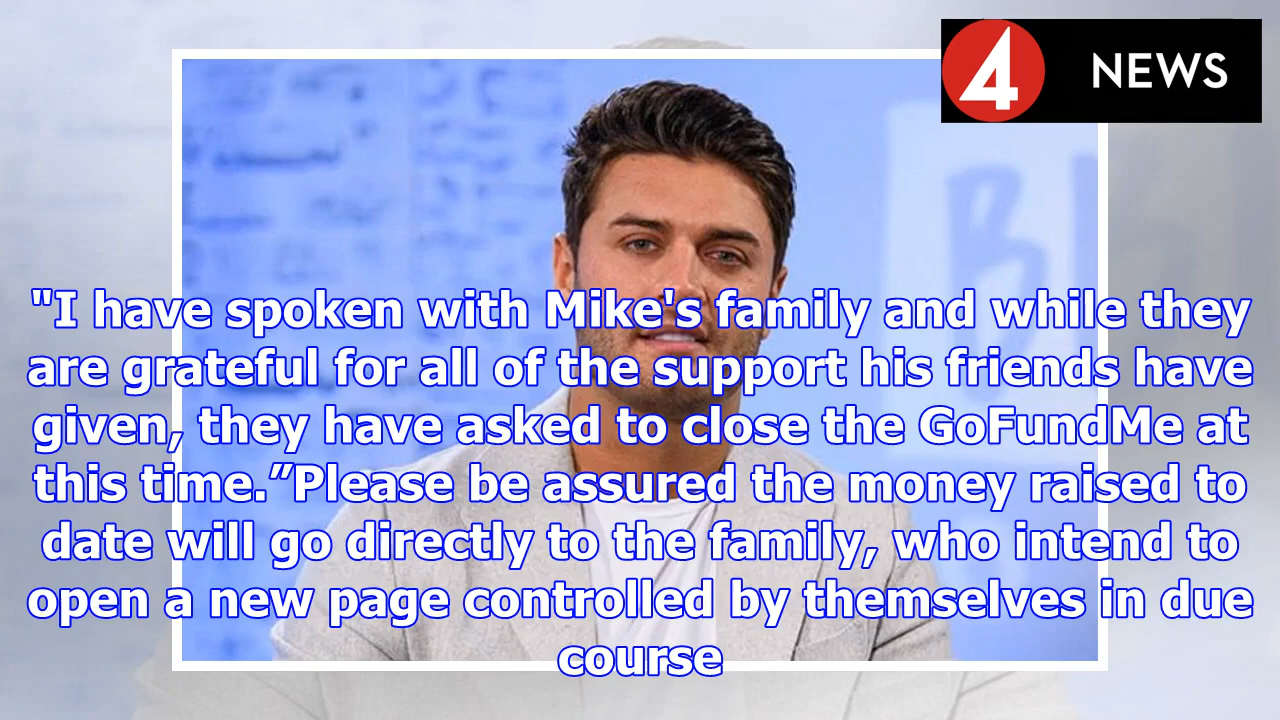 4 NEWS
B
"I have spoken with Mike's family and while they
are grateful for all of the support his friends have
given, they have asked to close the GoFundMe at
this time.”Please be assured the money raised to
date will go directly to the family, who intend to
open a new page controlled by themselves in due
course